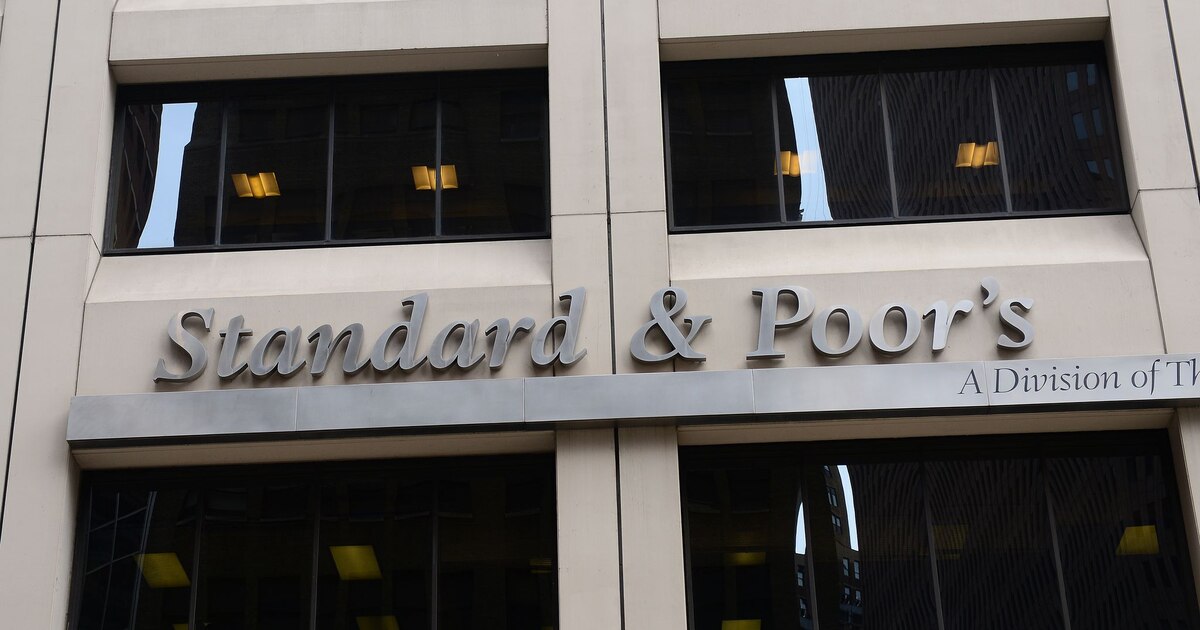 Standard & Poor's
A Division of